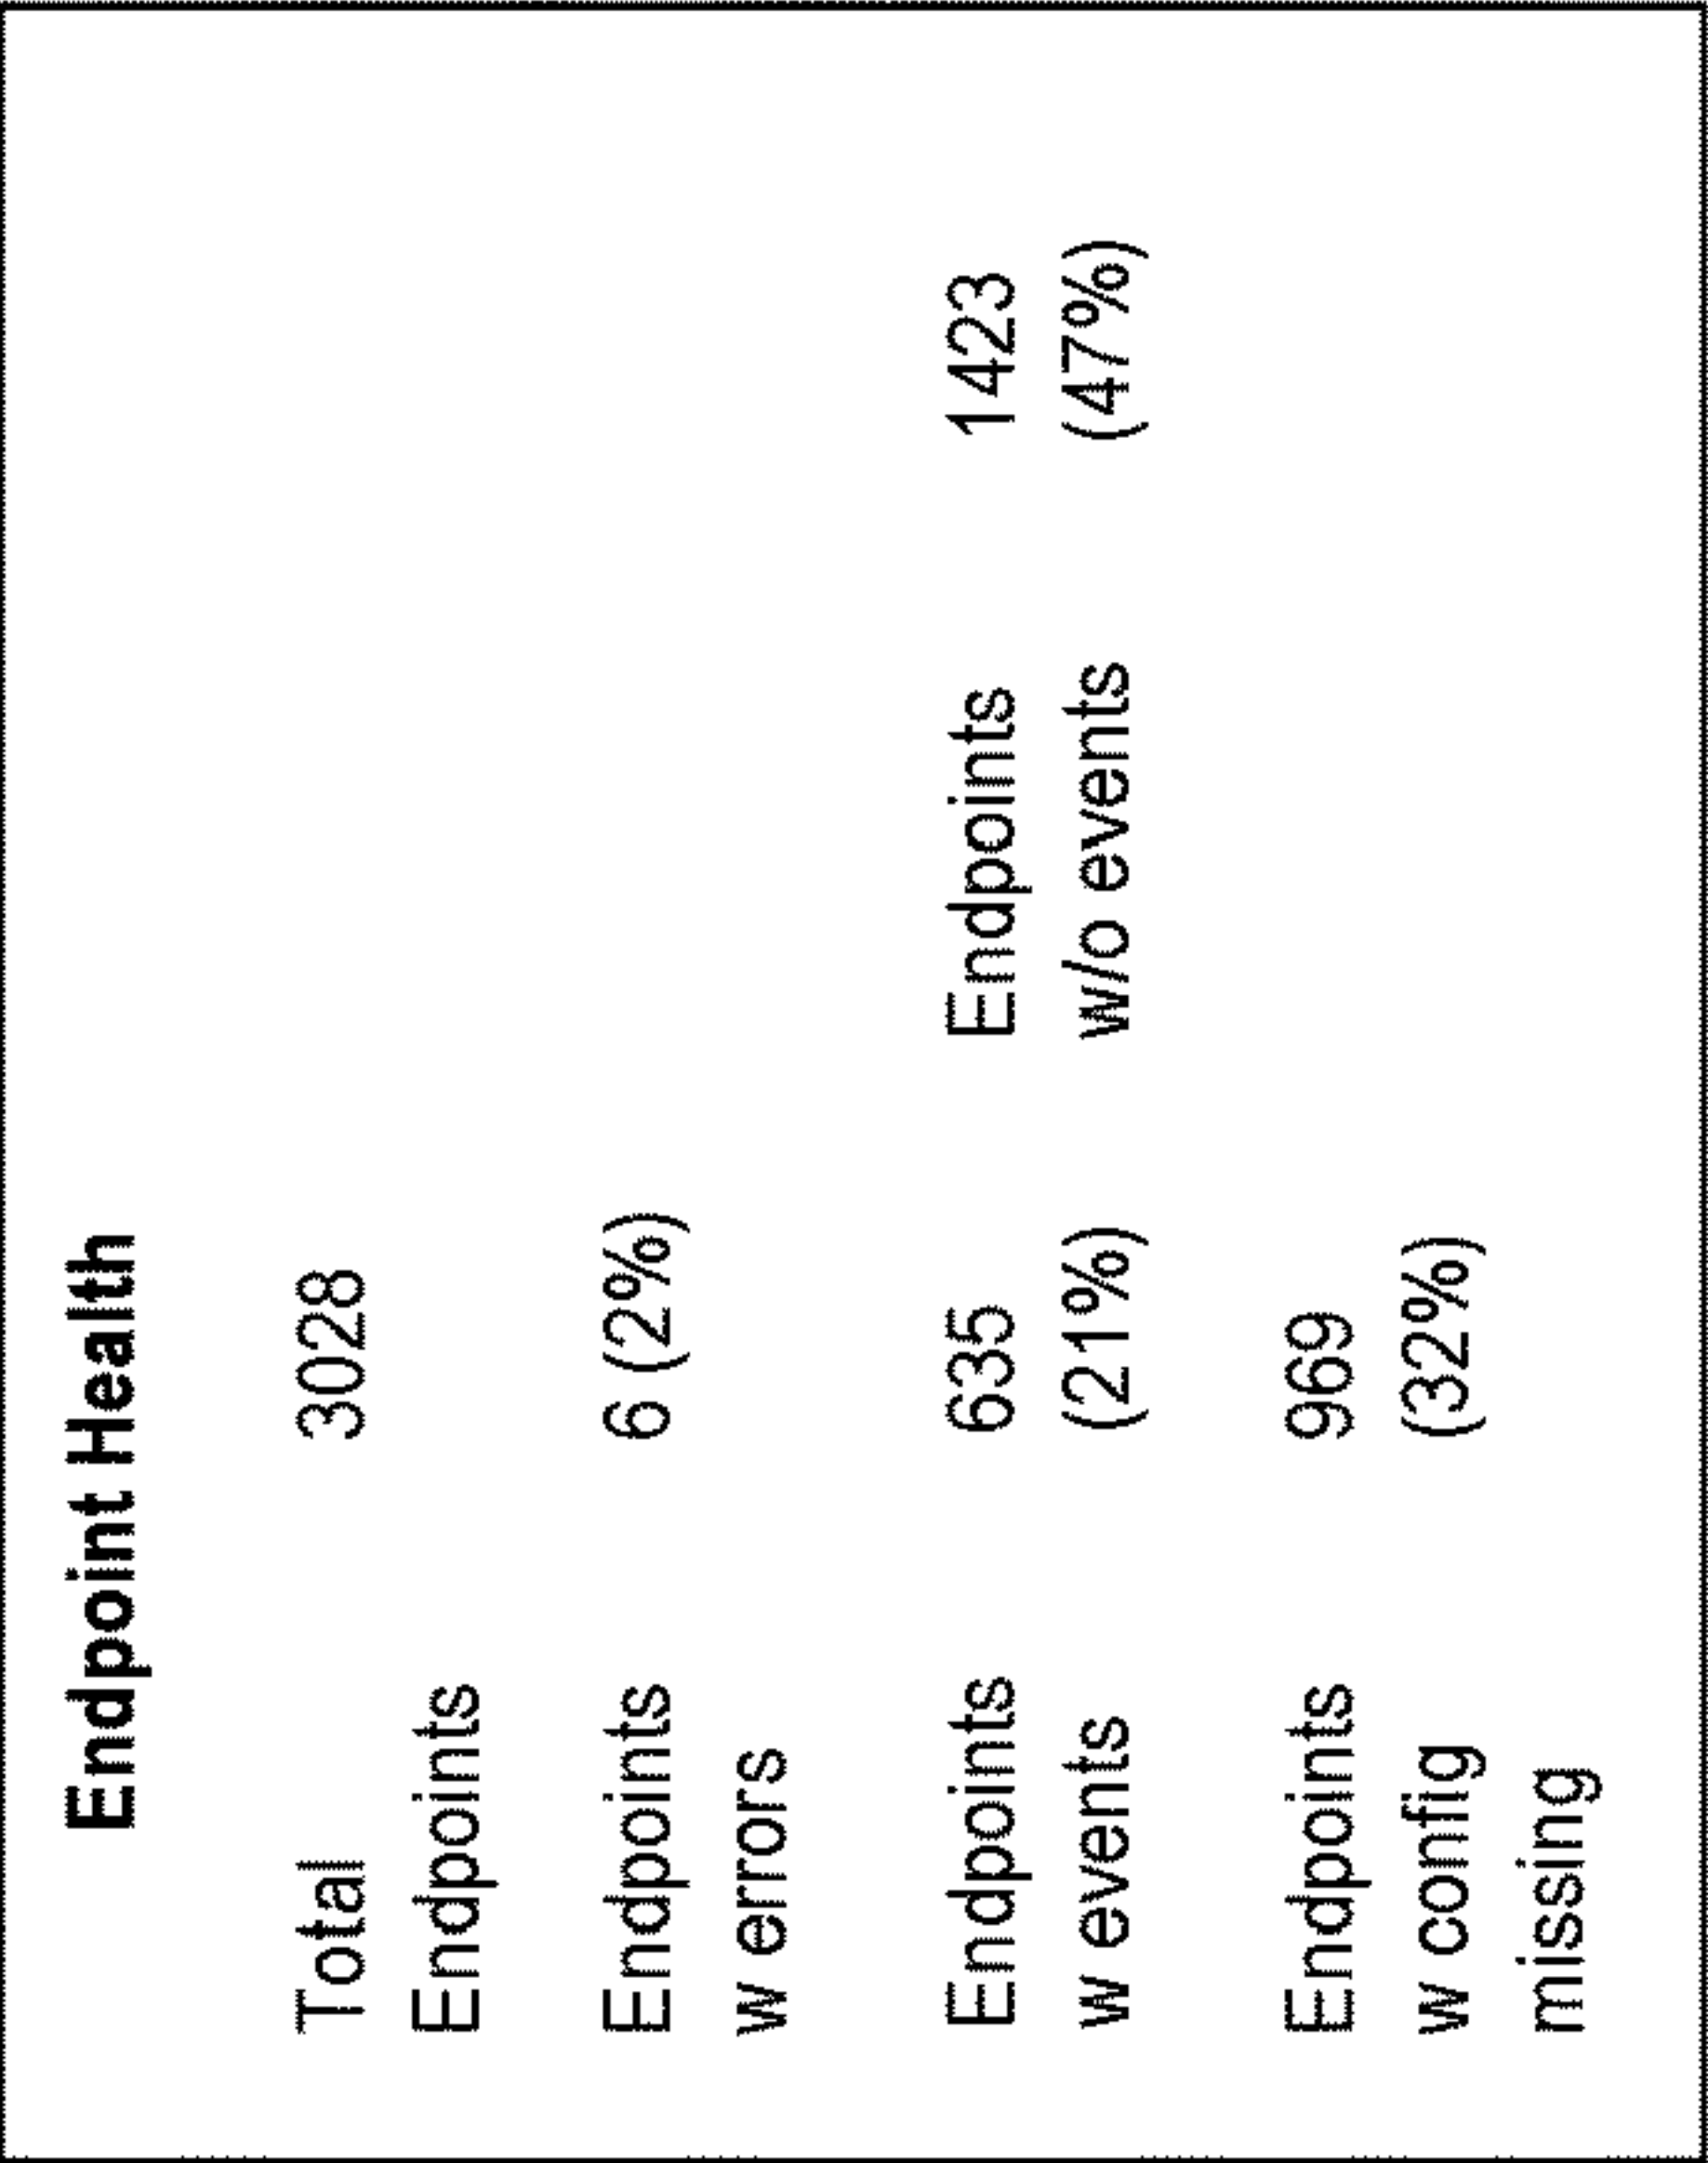 Endpoint Health
Total 3028
Endpoints
Endpoints 6 (2%)
w errors
Endpoints 635 Endpoints 1423
w events (21%) w/o events (47%)
Endpoints 969
w config (32%)
missing